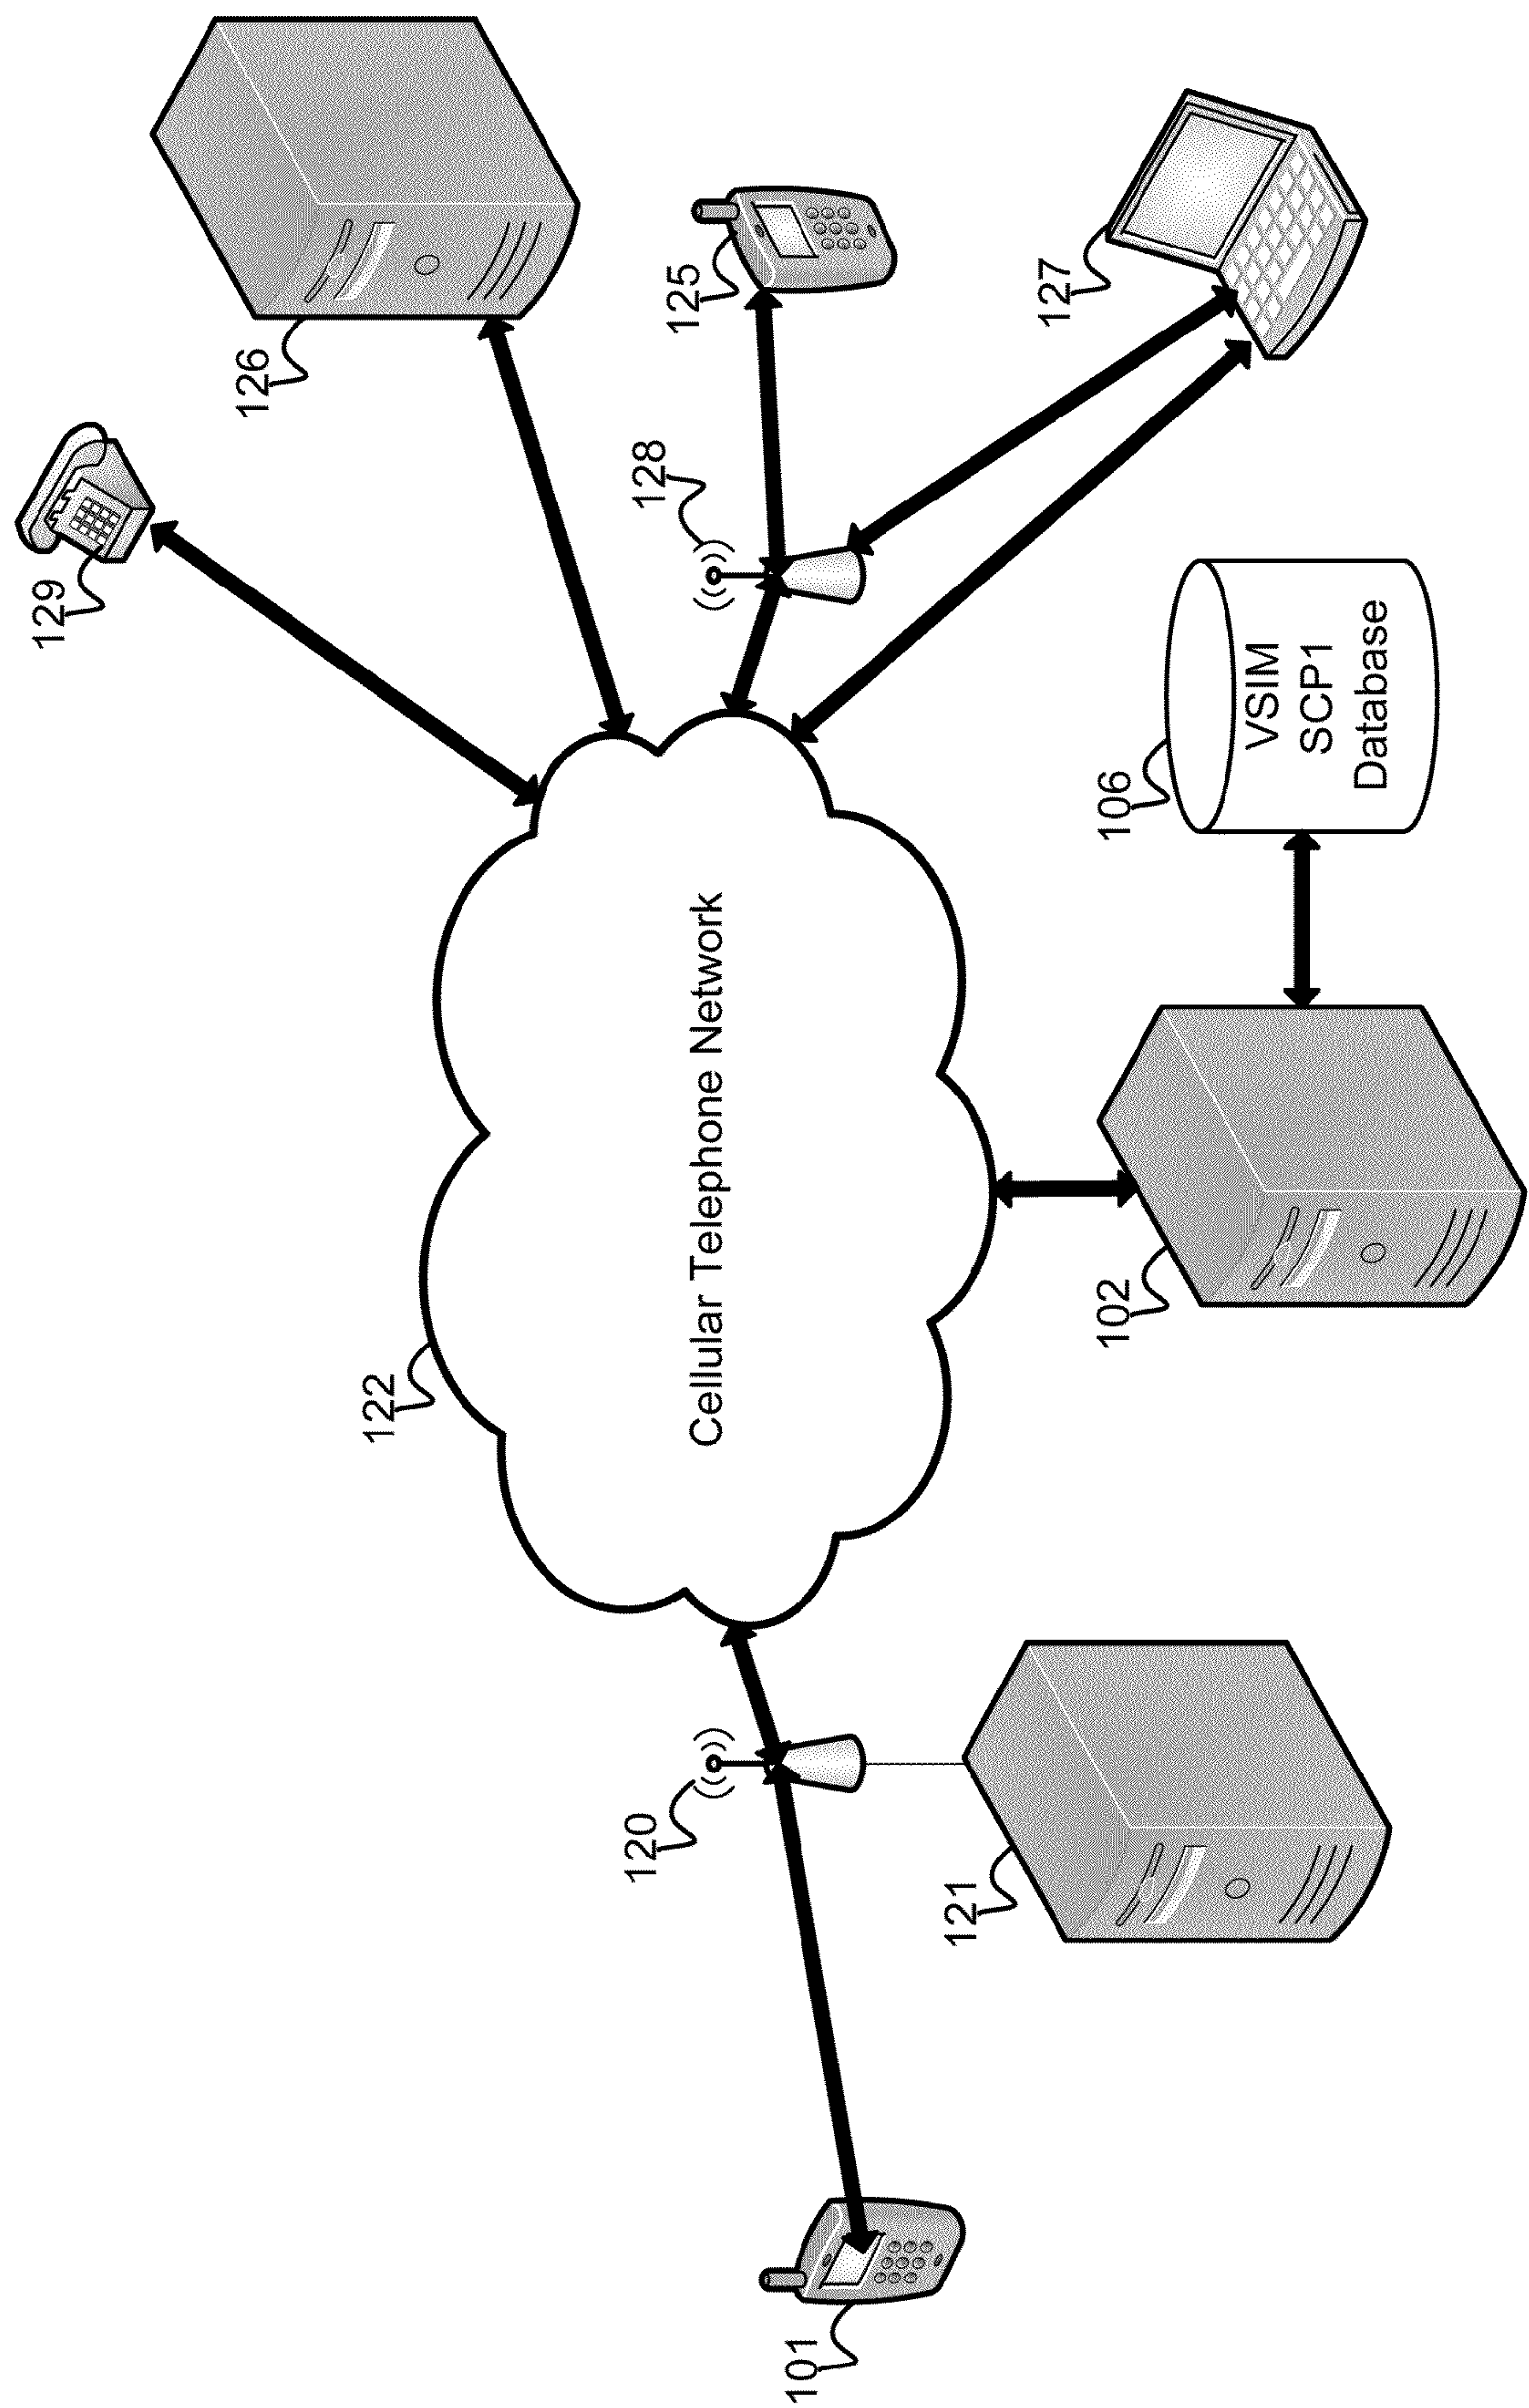 129
126
128
125
127
122
Cellular Telephone Network
120
121
101
102
106
VSIM
SCP1
Database